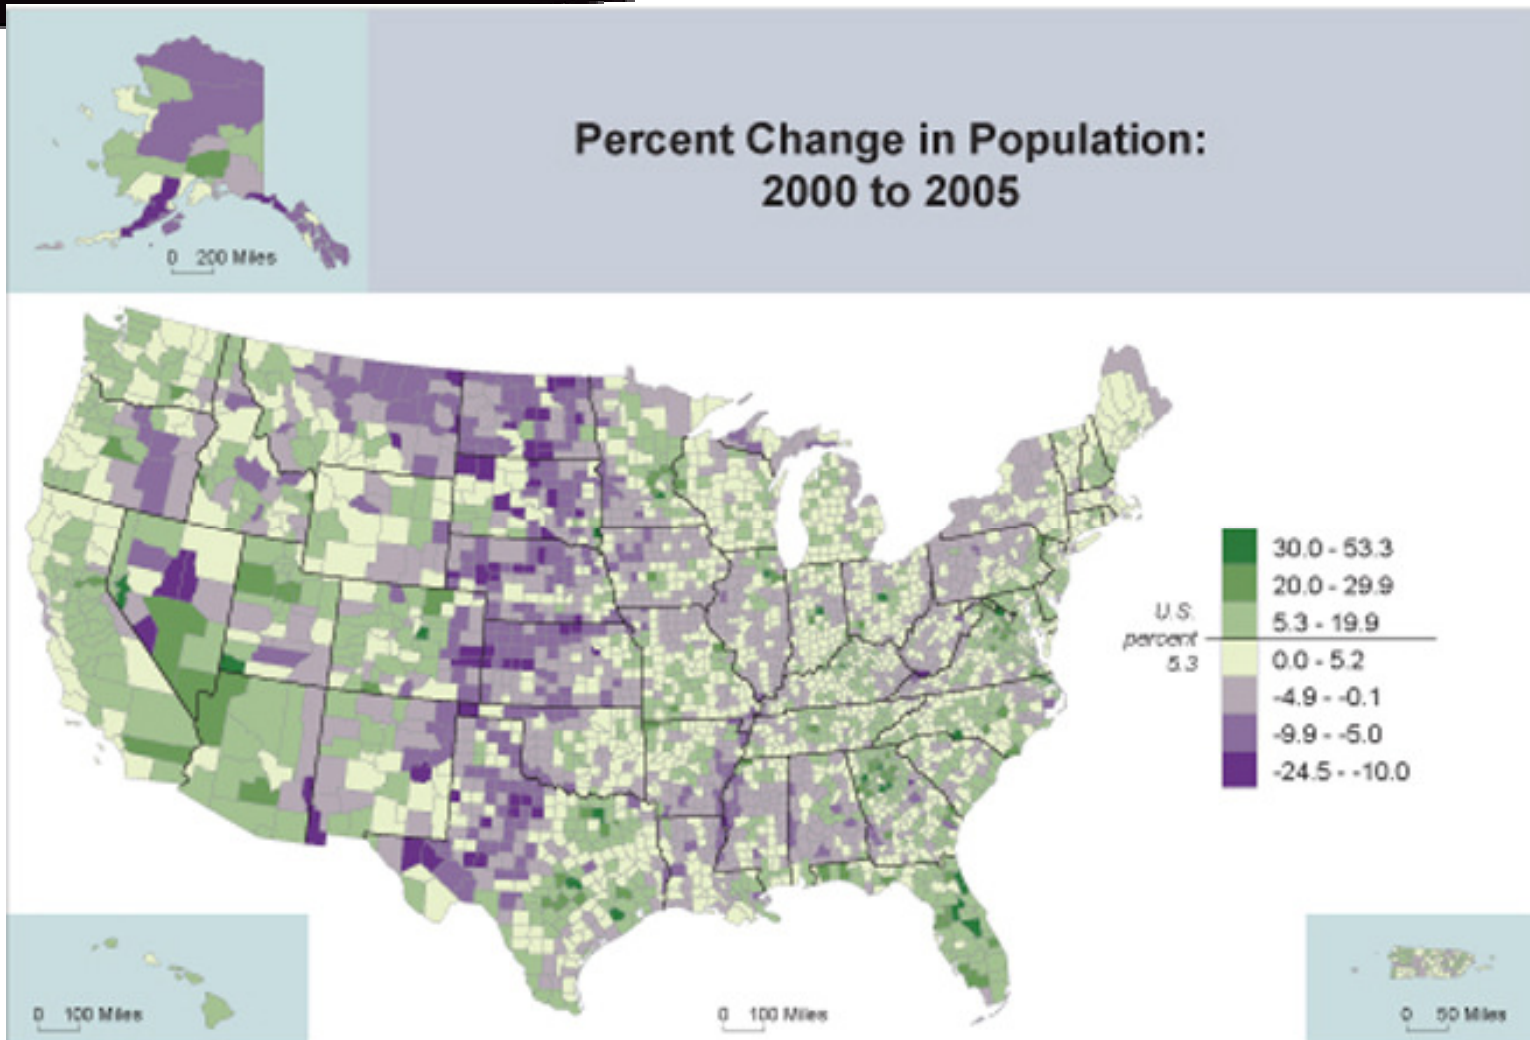 Percent Change in Population:
2000 to 2005
0 200 Miles
30.0 - 53.3
20.0 - 29.9
5.3 - 19.9
U.S.
percent
5.3
0.0 - 5.2
-4.9 - -0.1
-9.9 - -5.0
-24.5 - -10.0
0 100 Miles
0 100 Miles
0 50 Miles